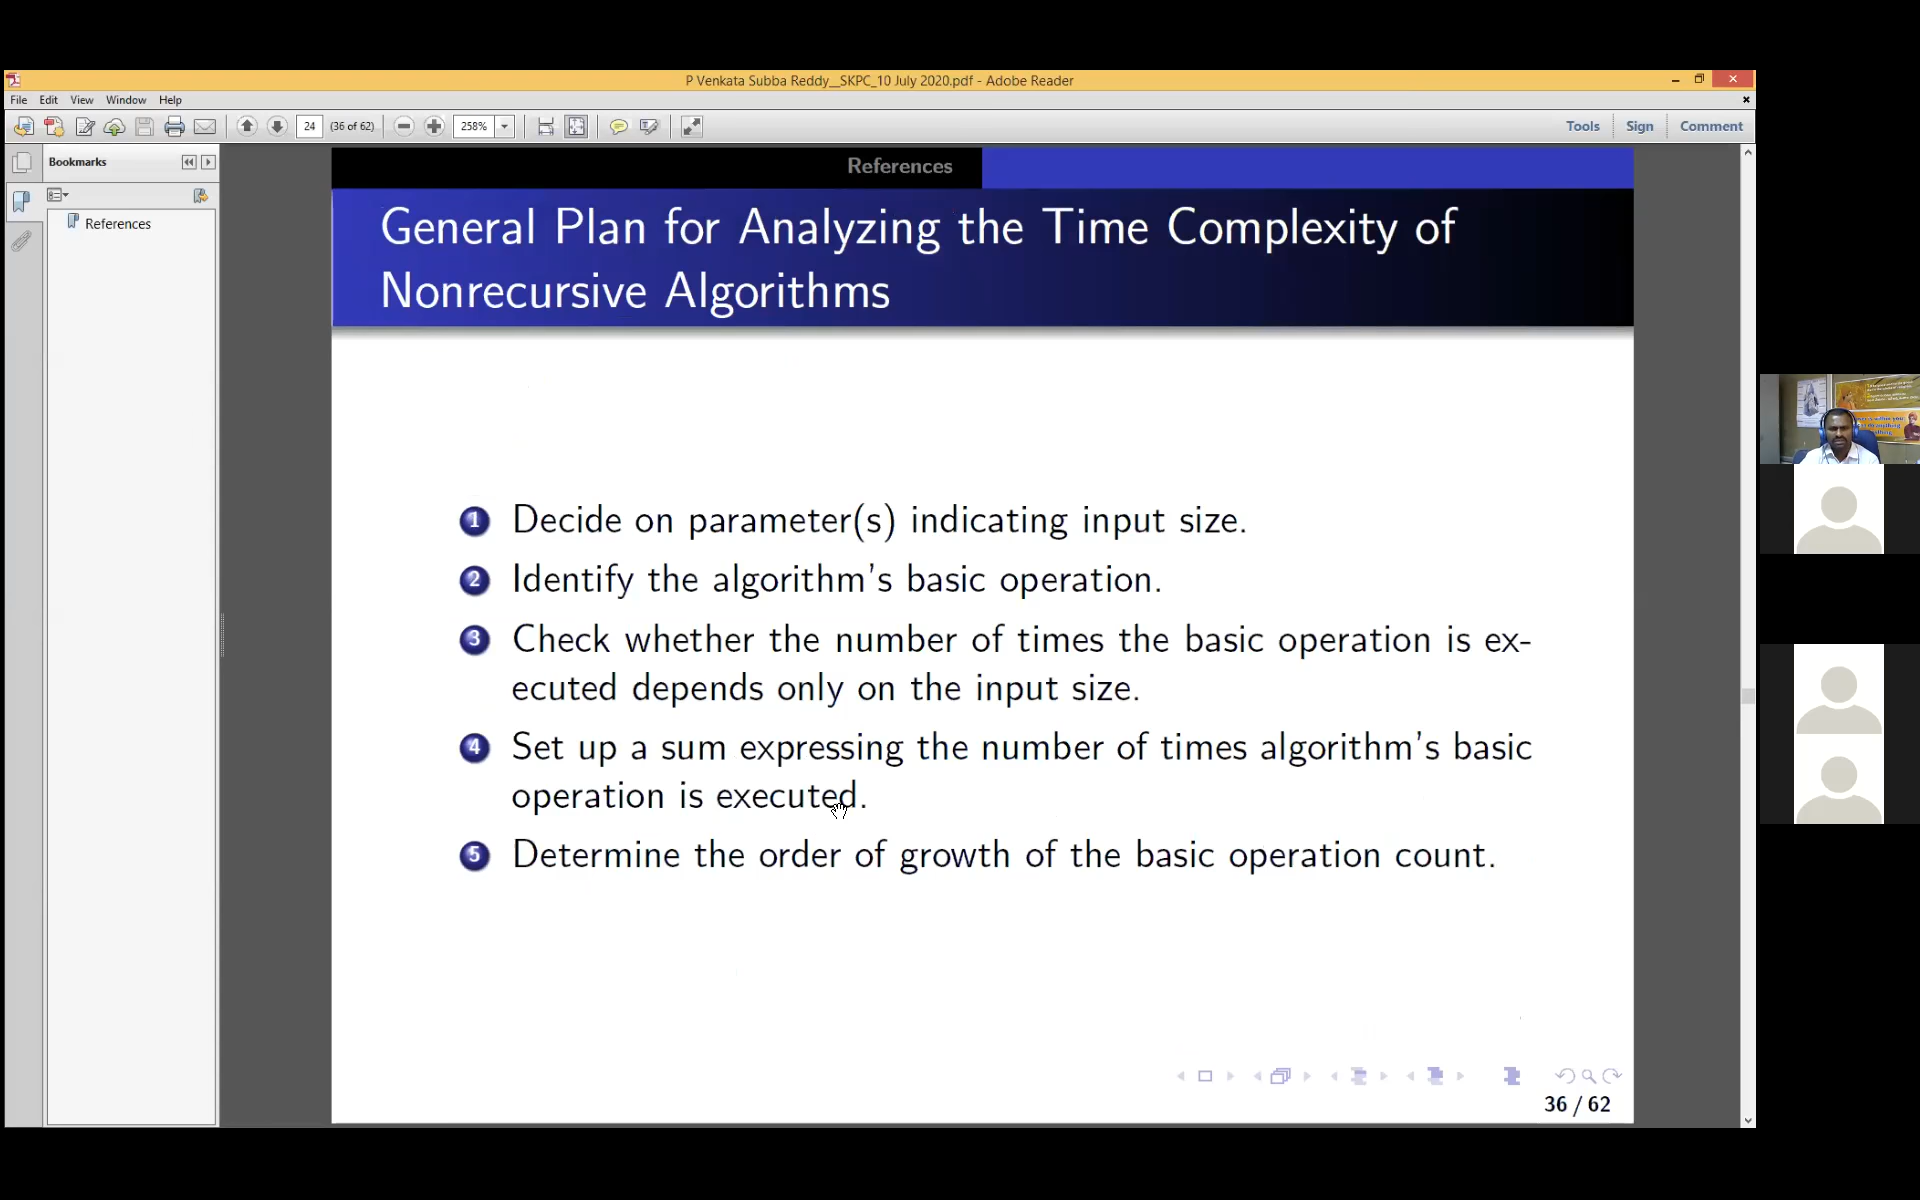 P Venkata Subba Reddy__SKPC_10 July 2020.pdf - Adobe Reader
File Edit View Window Help
24 (36 of 62) 258% Tools Sign Comment
Bookmarks
References
References
General Plan for Analyzing the Time Complexity of
Nonrecursive Algorithms
1 Decide on parameter(s) indicating input size.
2 Identify the algorithm's basic operation.
3 Check whether the number of times the basic operation is ex-
ecuted depends only on the input size.
4 Set up a sum expressing the number of times algorithm's basic
operation is executed.
5 Determine the order of growth of the basic operation count.
36 / 62